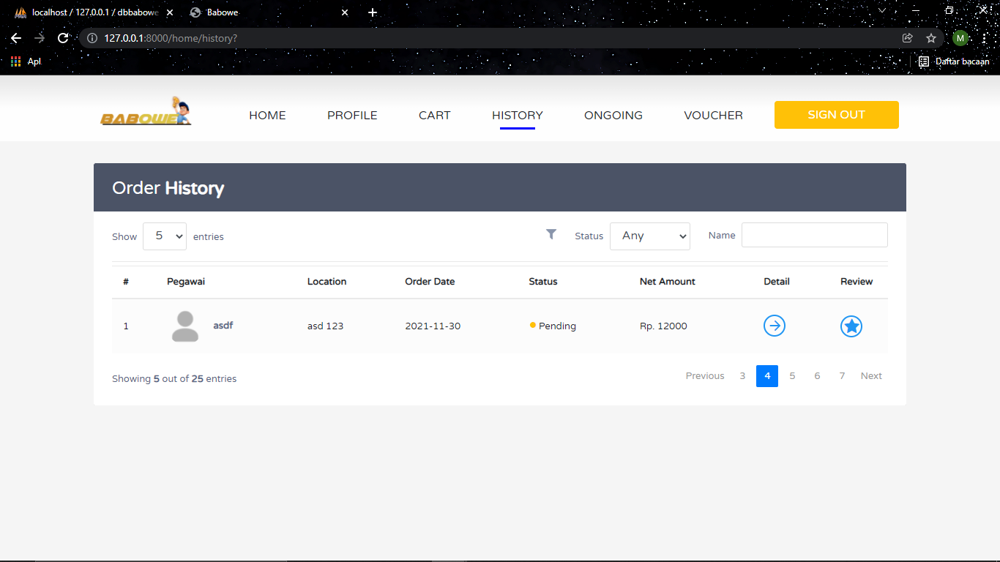 localhost / 127.0.0.1 / dbbabowe
Babowe
127.0.0.1:8000/home/history?
M
Apl
Daftar bacaan
BABOWE
HOME PROFILE CART HISTORY ONGOING VOUCHER SIGN OUT
Order History
Show 5 entries Status Any Name
# Pegawai Location Order Date Status Net Amount Detail Review
1 asdf asd 123 2021-11-30 Pending Rp. 12000
Showing 5 out of 25 entries
Previous 3 4 5 6 7 Next